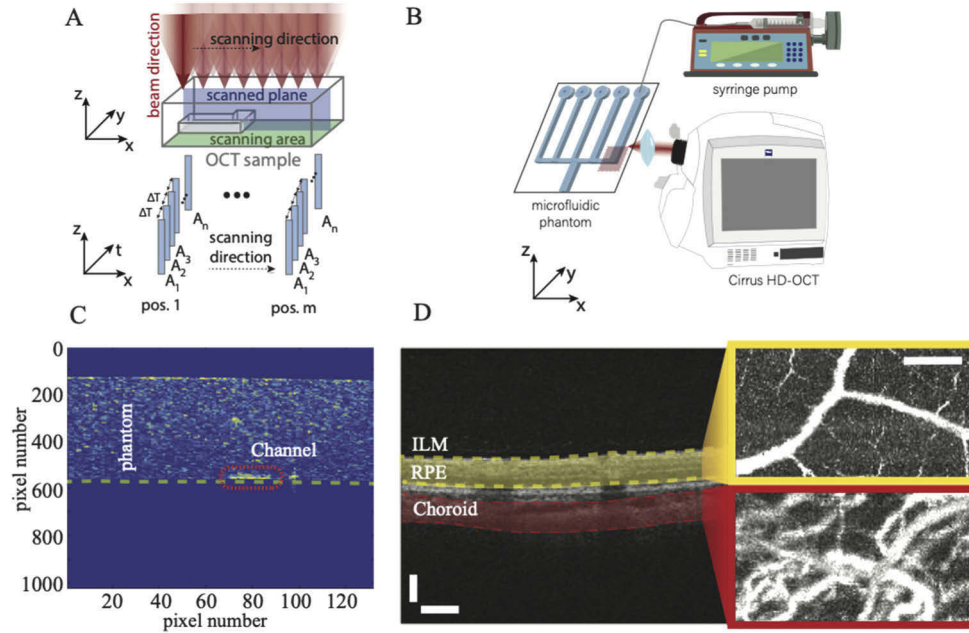 A
beam direction
scanning direction
scanned plane
scanning area
OCT sample
z
y
x
ΔT
ΔT
An
A3
A2
A1
An
A3
A2
A1
scanning
direction
z
t
x
pos. 1
pos. m
B
syrringe pump
microfluidic
phantom
z
y
x
Cirrus HD-OCT
C
0
200
400
600
800
1000
pixel number
phantom
Channel
20
40
60
80
100
120
pixel number
D
ILM
RPE
Choroid